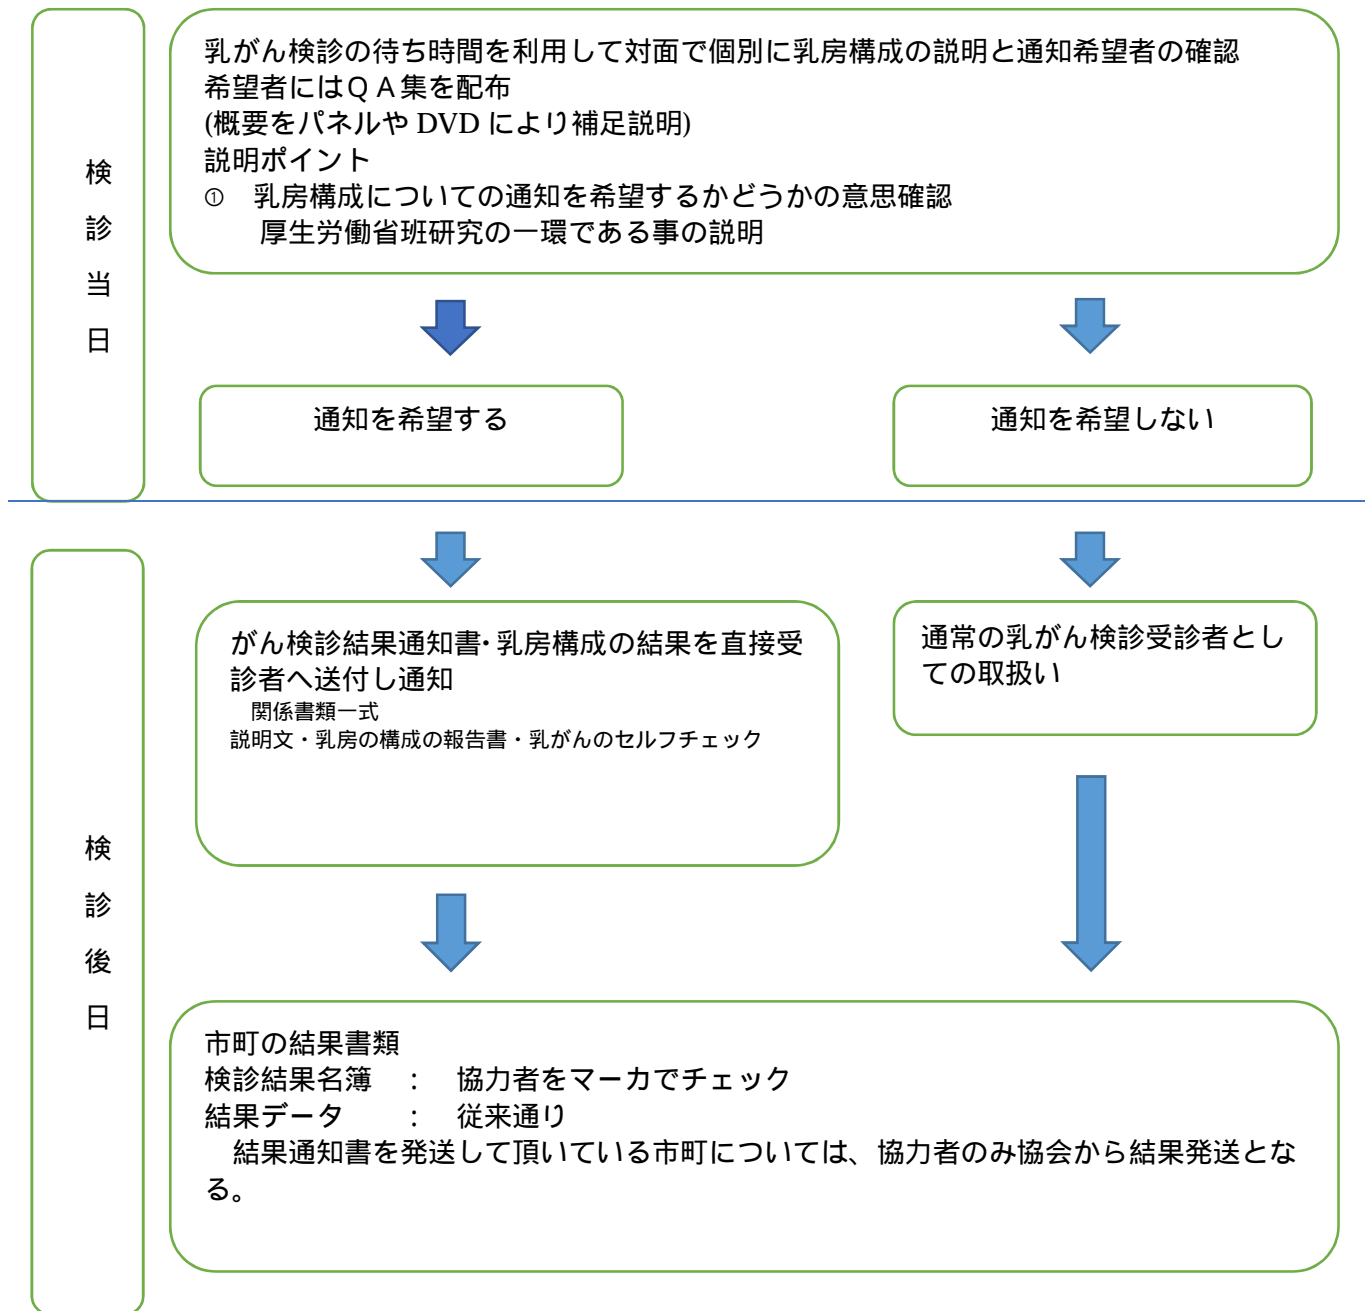 検診当日
乳がん検診の待ち時間を利用して対面で個別に乳房構成の説明と通知希望者の確認
希望者にはＱＡ集を配布
(概要をパネルや DVD により補足説明)
説明ポイント
①　乳房構成についての通知を希望するかどうかの意思確認
厚生労働省班研究の一環である事の説明
通知を希望する
通知を希望しない
検診後日
がん検診結果通知書・乳房構成の結果を直接受
診者へ送付し通知
関係書類一式
説明文・乳房の構成の報告書・乳がんのセルフチェック
通常の乳がん検診受診者とし
ての取扱い
市町の結果書類
検診結果名簿　：　協力者をマーカでチェック
結果データ　　：　従来通り
結果通知書を発送して頂いている市町については、協力者のみ協会から結果発送とな
る。